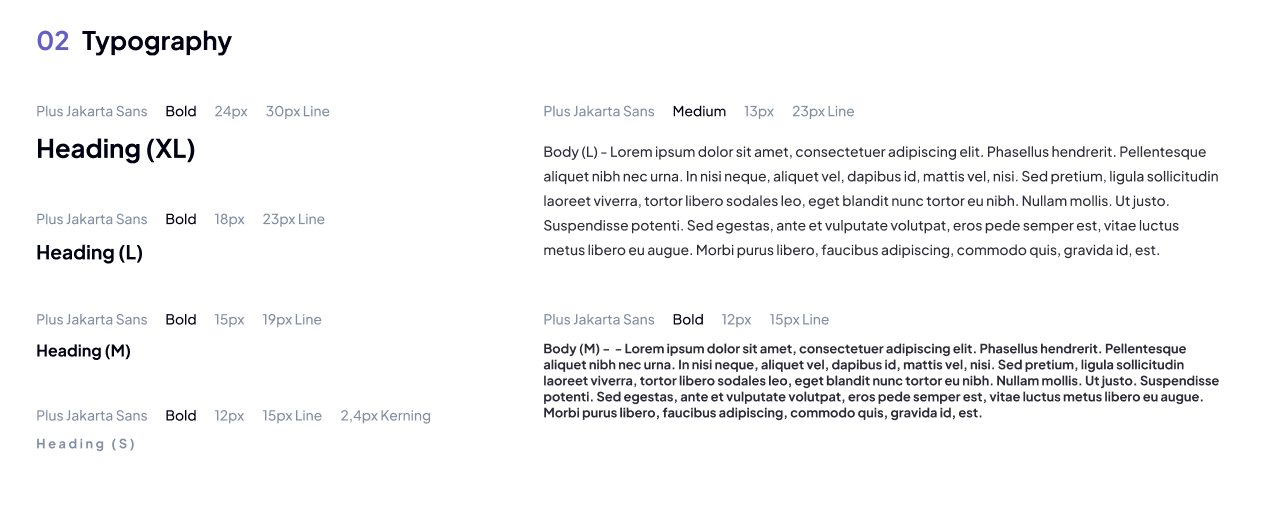 02 Typography
Plus Jakarta Sans Bold 24px 30px Line
Heading (XL)
Plus Jakarta Sans Bold 18px 23px Line
Heading (L)
Plus Jakarta Sans Bold 15px 19px Line
Heading (M)
Plus Jakarta Sans Bold 12px 15px Line 2,4px Kerning
Heading (S)
Plus Jakarta Sans Medium 13px 23px Line
Body (L) - Lorem ipsum dolor sit amet, consectetuer adipiscing elit. Phasellus hendrerit. Pellentesque
aliquet nibh nec urna. In nisi neque, aliquet vel, dapibus id, mattis vel, nisi. Sed pretium, ligula sollicitudin
laoreet viverra, tortor libero sodales leo, eget blandit nunc tortor eu nibh. Nullam mollis. Ut justo.
Suspendisse potenti. Sed egestas, ante et vulputate volutpat, eros pede semper est, vitae luctus
metus libero eu augue. Morbi purus libero, faucibus adipiscing, commodo quis, gravida id, est.
Plus Jakarta Sans Bold 12px 15px Line
Body (M) - - Lorem ipsum dolor sit amet, consectetuer adipiscing elit. Phasellus hendrerit. Pellentesque
aliquet nibh nec urna. In nisi neque, aliquet vel, dapibus id, mattis vel, nisi. Sed pretium, ligula sollicitudin
laoreet viverra, tortor libero sodales leo, eget blandit nunc tortor eu nibh. Nullam mollis. Ut justo. Suspendisse
potenti. Sed egestas, ante et vulputate volutpat, eros pede semper est, vitae luctus metus libero eu augue.
Morbi purus libero, faucibus adipiscing, commodo quis, gravida id, est.